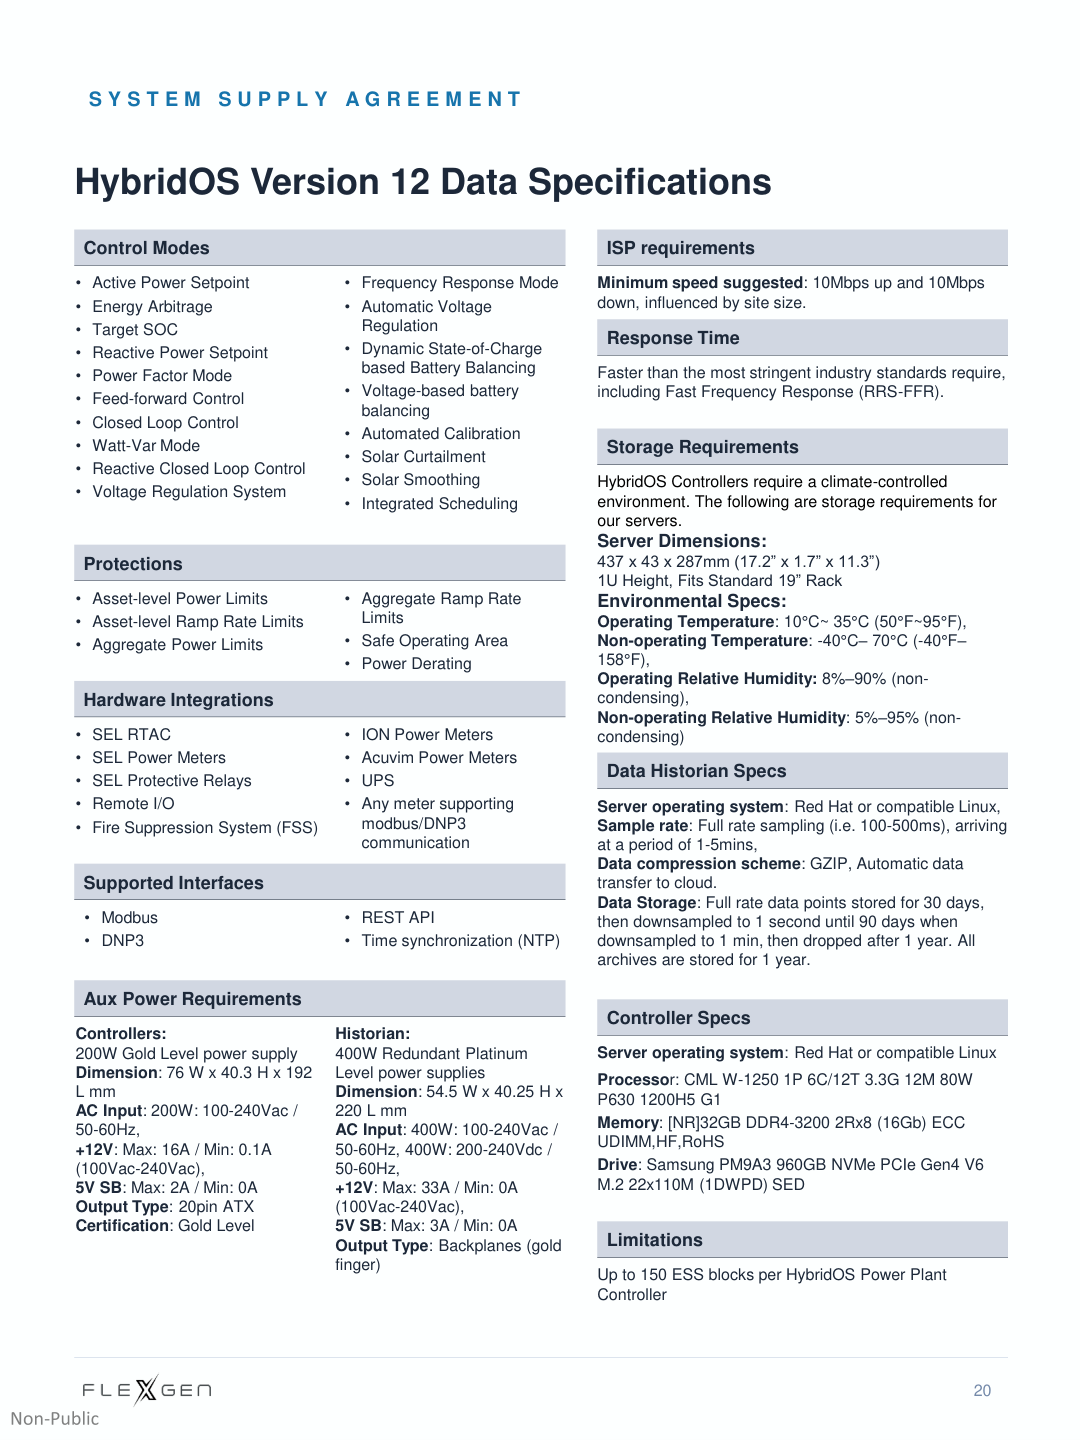 SYSTEM SUPPLY AGREEMENT
HybridOS Version 12 Data Specifications
Control Modes
• Active Power Setpoint
• Energy Arbitrage
• Target SOC
• Reactive Power Setpoint
• Power Factor Mode
• Feed-forward Control
• Closed Loop Control
• Watt-Var Mode
• Reactive Closed Loop Control
• Voltage Regulation System
• Frequency Response Mode
• Automatic Voltage
Regulation
• Dynamic State-of-Charge
based Battery Balancing
• Voltage-based battery
balancing
• Automated Calibration
• Solar Curtailment
• Solar Smoothing
• Integrated Scheduling
Protections
• Asset-level Power Limits
• Asset-level Ramp Rate Limits
• Aggregate Power Limits
• Aggregate Ramp Rate
Limits
• Safe Operating Area
• Power Derating
Hardware Integrations
• SEL RTAC
• SEL Power Meters
• SEL Protective Relays
• Remote I/O
• Fire Suppression System (FSS)
• ION Power Meters
• Acuvim Power Meters
• UPS
• Any meter supporting
modbus/DNP3
communication
Supported Interfaces
• Modbus
• DNP3
• REST API
• Time synchronization (NTP)
Aux Power Requirements
Controllers:
200W Gold Level power supply
Dimension: 76 W x 40.3 H x 192
L mm
AC Input: 200W: 100-240Vac /
50-60Hz,
+12V: Max: 16A / Min: 0.1A
(100Vac-240Vac),
5V SB: Max: 2A / Min: 0A
Output Type: 20pin ATX
Certification: Gold Level
Historian:
400W Redundant Platinum
Level power supplies
Dimension: 54.5 W x 40.25 H x
220 L mm
AC Input: 400W: 100-240Vac /
50-60Hz, 400W: 200-240Vdc /
50-60Hz,
+12V: Max: 33A / Min: 0A
(100Vac-240Vac),
5V SB: Max: 3A / Min: 0A
Output Type: Backplanes (gold
finger)
ISP requirements
Minimum speed suggested: 10Mbps up and 10Mbps
down, influenced by site size.
Response Time
Faster than the most stringent industry standards require,
including Fast Frequency Response (RRS-FFR).
Storage Requirements
HybridOS Controllers require a climate-controlled
environment. The following are storage requirements for
our servers.
Server Dimensions:
437 x 43 x 287mm (17.2” x 1.7” x 11.3”)
1U Height, Fits Standard 19” Rack
Environmental Specs:
Operating Temperature: 10°C~ 35°C (50°F~95°F),
Non-operating Temperature: -40°C– 70°C (-40°F–
158°F),
Operating Relative Humidity: 8%–90% (non-
condensing),
Non-operating Relative Humidity: 5%–95% (non-
condensing)
Data Historian Specs
Server operating system: Red Hat or compatible Linux,
Sample rate: Full rate sampling (i.e. 100-500ms), arriving
at a period of 1-5mins,
Data compression scheme: GZIP, Automatic data
transfer to cloud.
Data Storage: Full rate data points stored for 30 days,
then downsampled to 1 second until 90 days when
downsampled to 1 min, then dropped after 1 year. All
archives are stored for 1 year.
Controller Specs
Server operating system: Red Hat or compatible Linux
Processor: CML W-1250 1P 6C/12T 3.3G 12M 80W
P630 1200H5 G1
Memory: [NR]32GB DDR4-3200 2Rx8 (16Gb) ECC
UDIMM,HF,RoHS
Drive: Samsung PM9A3 960GB NVMe PCIe Gen4 V6
M.2 22x110M (1DWPD) SED
Limitations
Up to 150 ESS blocks per HybridOS Power Plant
Controller
FLEXGEN
20
Non-Public